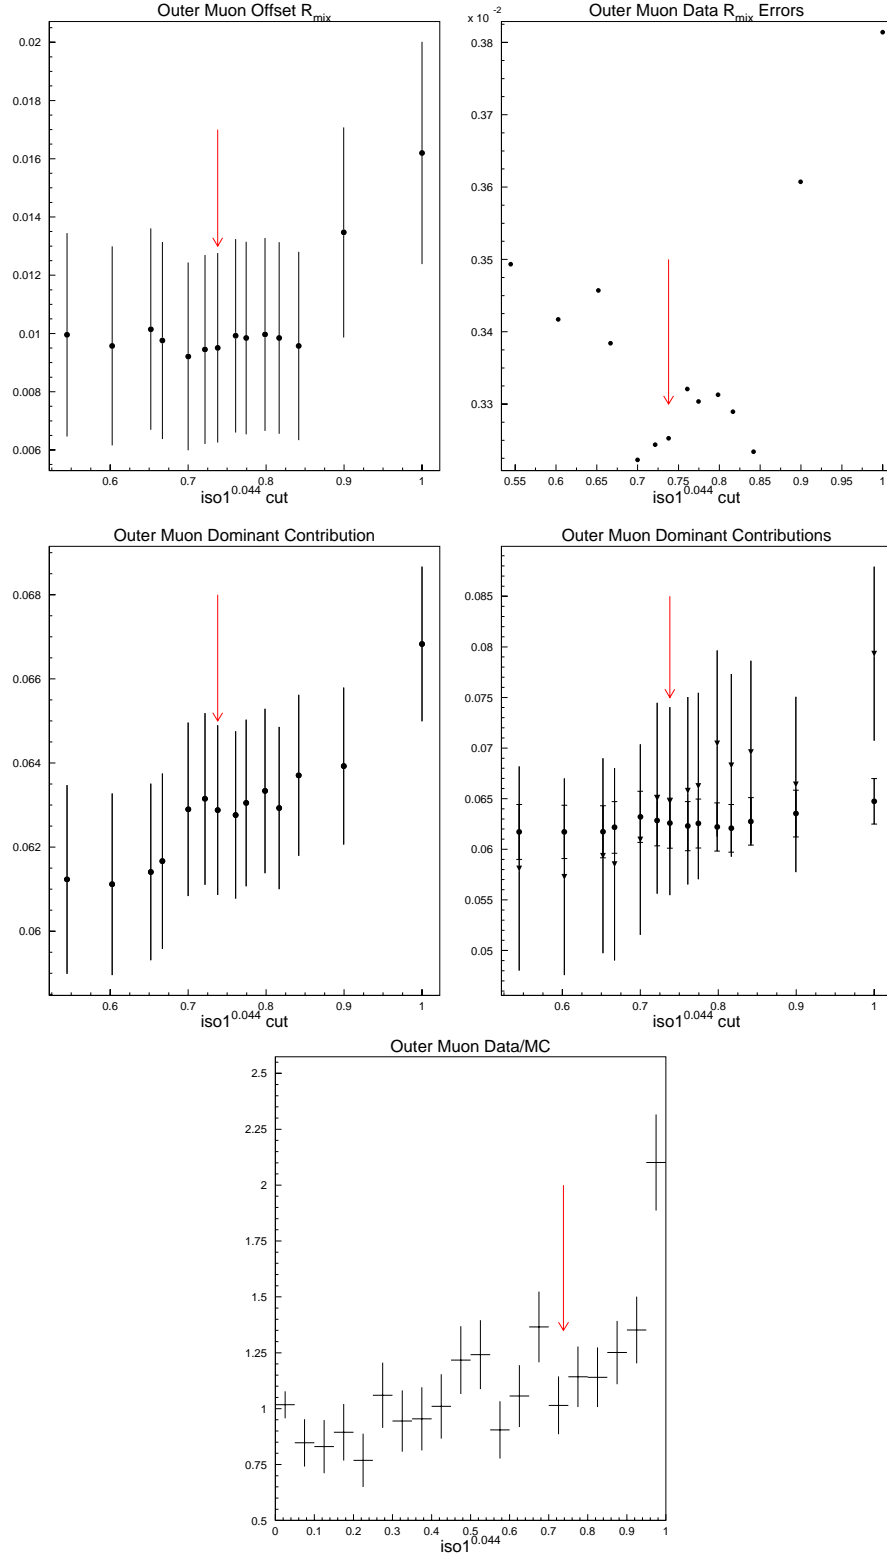 Outer Muon Offset R_mix
0.02
0.018
0.016
0.014
0.012
0.01
0.008
0.006
0.6 0.7 0.8 0.9 1
iso1^0.044 cut
Outer Muon Data R_mix Errors
x 10^-2
0.38
0.37
0.36
0.35
0.34
0.33
0.55 0.6 0.65 0.7 0.75 0.8 0.85 0.9 0.95 1
iso1^0.044 cut
Outer Muon Dominant Contribution
0.068
0.066
0.064
0.062
0.06
0.6 0.7 0.8 0.9 1
iso1^0.044 cut
Outer Muon Dominant Contributions
0.085
0.08
0.075
0.07
0.065
0.06
0.055
0.05
0.6 0.7 0.8 0.9 1
iso1^0.044 cut
Outer Muon Data/MC
2.5
2.25
2
1.75
1.5
1.25
1
0.75
0.5
0 0.1 0.2 0.3 0.4 0.5 0.6 0.7 0.8 0.9 1
iso1^0.044 cut